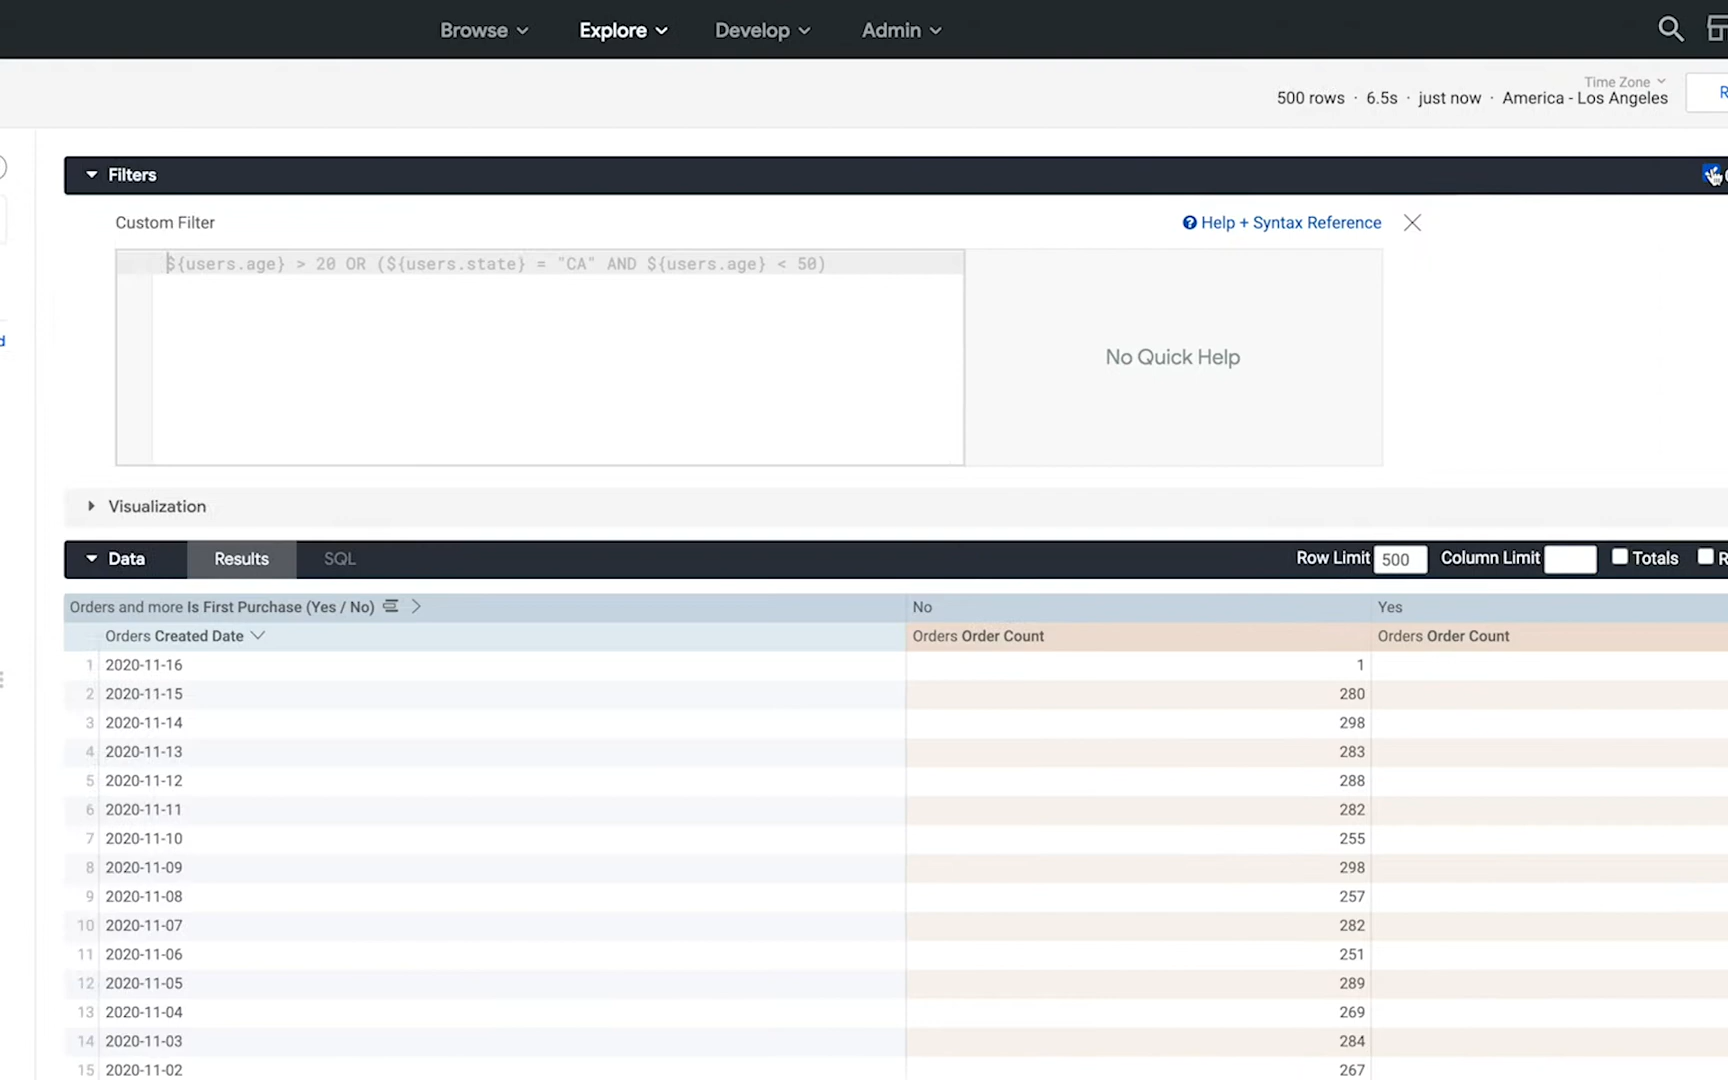 Browse Explore Develop Admin
Time Zone
500 rows · 6.5s · just now · America - Los Angeles
Filters
Custom Filter Help + Syntax Reference
${users.age} > 20 OR (${users.state} = "CA" AND ${users.age} < 50)
No Quick Help
Visualization
Data Results SQL Row Limit 500 Column Limit Totals
Orders and more Is First Purchase (Yes / No) No Yes
Orders Created Date Orders Order Count Orders Order Count
1 2020-11-16 1
2 2020-11-15 280
3 2020-11-14 298
4 2020-11-13 283
5 2020-11-12 288
6 2020-11-11 282
7 2020-11-10 255
8 2020-11-09 298
9 2020-11-08 257
10 2020-11-07 282
11 2020-11-06 251
12 2020-11-05 289
13 2020-11-04 269
14 2020-11-03 284
15 2020-11-02 267